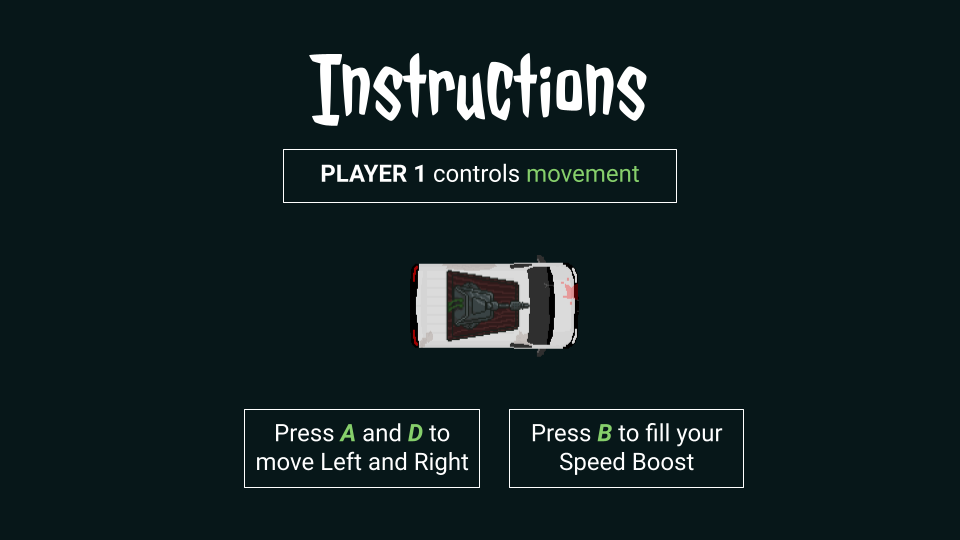 Instructions
PLAYER 1 controls movement
Press A and D to
move Left and Right
Press B to fill your
Speed Boost